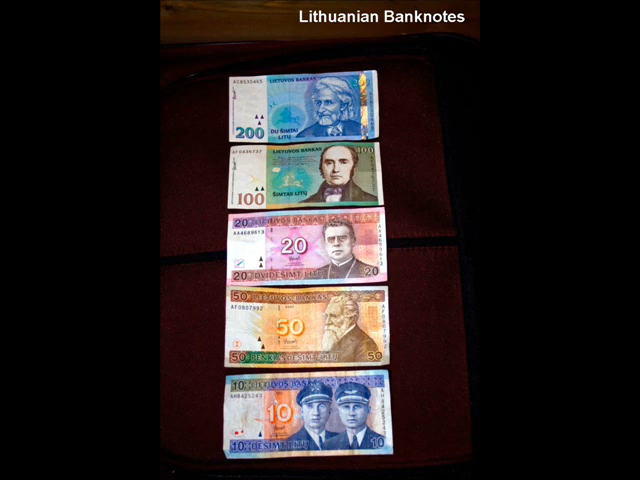 Lithuanian Banknotes
LIETUVOS BANKAS
200
DU ŠIMTAI
LITŲ
LIETUVOS BANKAS
100
100
ŠIMTAS LITŲ
20 LIETUVOS BANKAS
AA4689613
20
20 DVIDEŠIMT LITŲ 20
50 LIETUVOS BANKAS
AF0807992
50
50 PENKIASDEŠIMT LITŲ 50
10 LIETUVOS BANKAS
10
10 DEŠIMT LITŲ 10